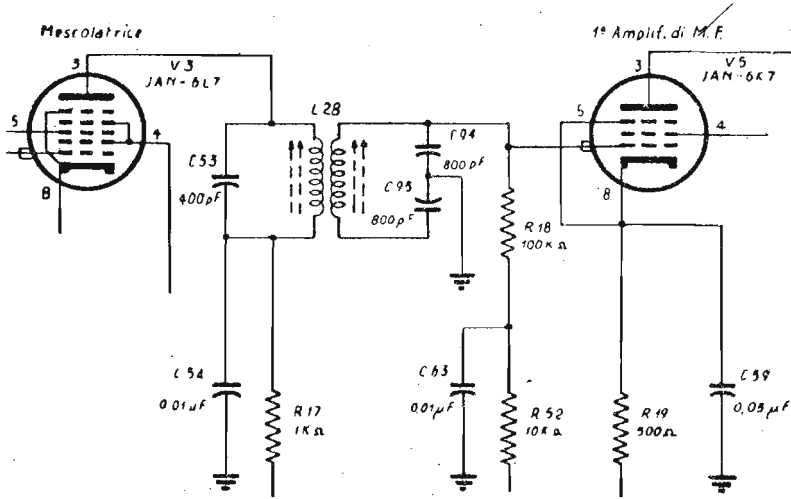 Mescolatrice
1ª Amplif. di M.F.
3
V3
JAN-6L7
5
4
8
L28
C53
400pF
C94
800pF
C95
800pF
3
V5
JAN-6K7
5
4
8
R18
100KΩ
C54
0.01µF
R17
1KΩ
C63
0,01µF
R52
10KΩ
R19
500Ω
C59
0,05µF